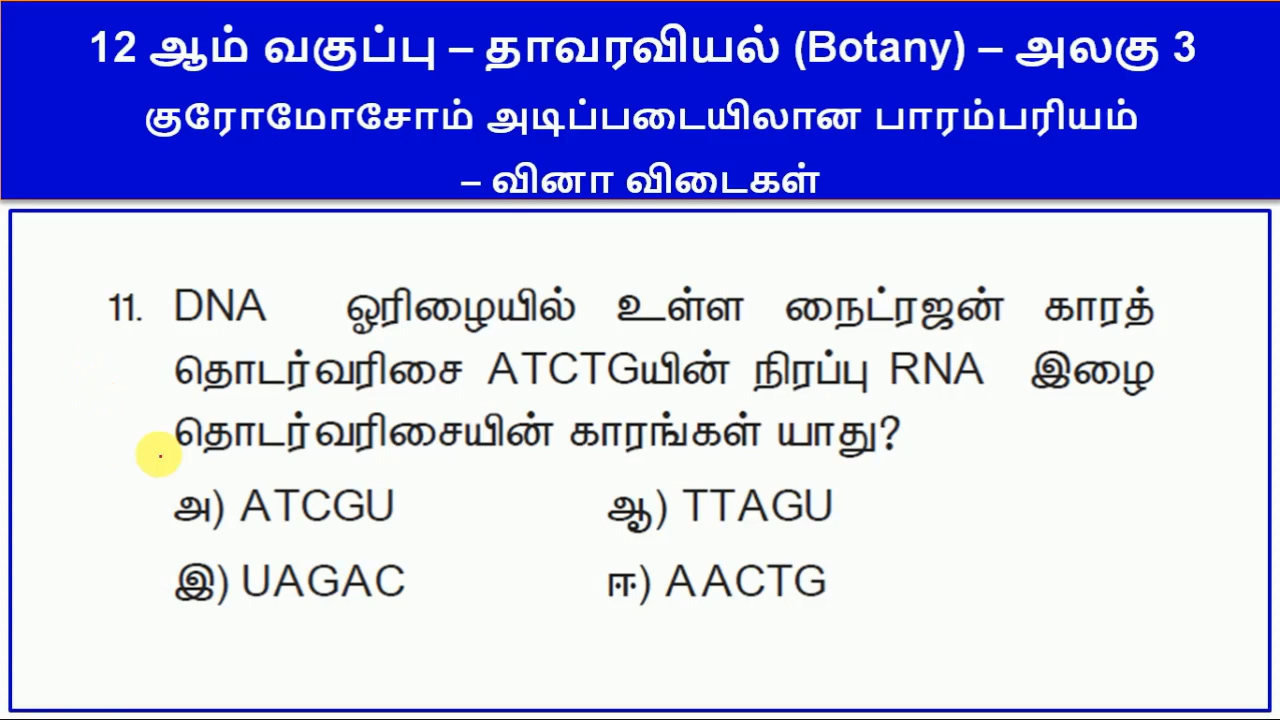 12 ஆம் வகுப்பு – தாவரவியல் (Botany) – அலகு 3
குரோமோசோம் அடிப்படையிலான பாரம்பரியம்
– வினா விடைகள்
11. DNA ஓரிழையில் உள்ள நைட்ரஜன் காரத்
தொடர்வரிசை ATCTGயின் நிரப்பு RNA இழை
தொடர்வரிசையின் காரங்கள் யாது?
அ) ATCGU ஆ) TTAGU
இ) UAGAC ஈ) AACTG